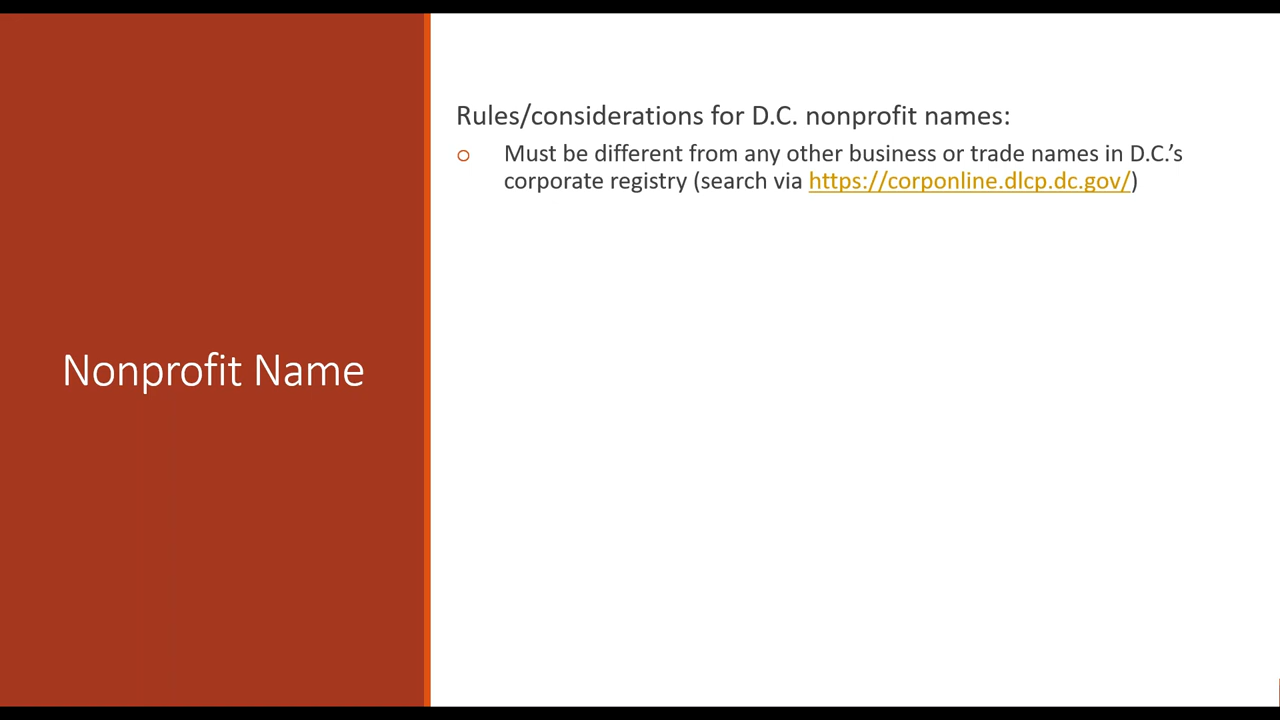 Nonprofit Name
Rules/considerations for D.C. nonprofit names:
Must be different from any other business or trade names in D.C.’s
corporate registry (search via https://corponline.dlcp.dc.gov/)